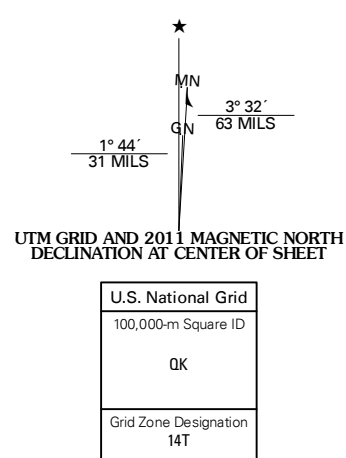 ★
MN
3° 32´
63 MILS
GN
1° 44´
31 MILS
UTM GRID AND 2011 MAGNETIC NORTH
DECLINATION AT CENTER OF SHEET
U.S. National Grid
100,000-m Square ID
QK
Grid Zone Designation
14T